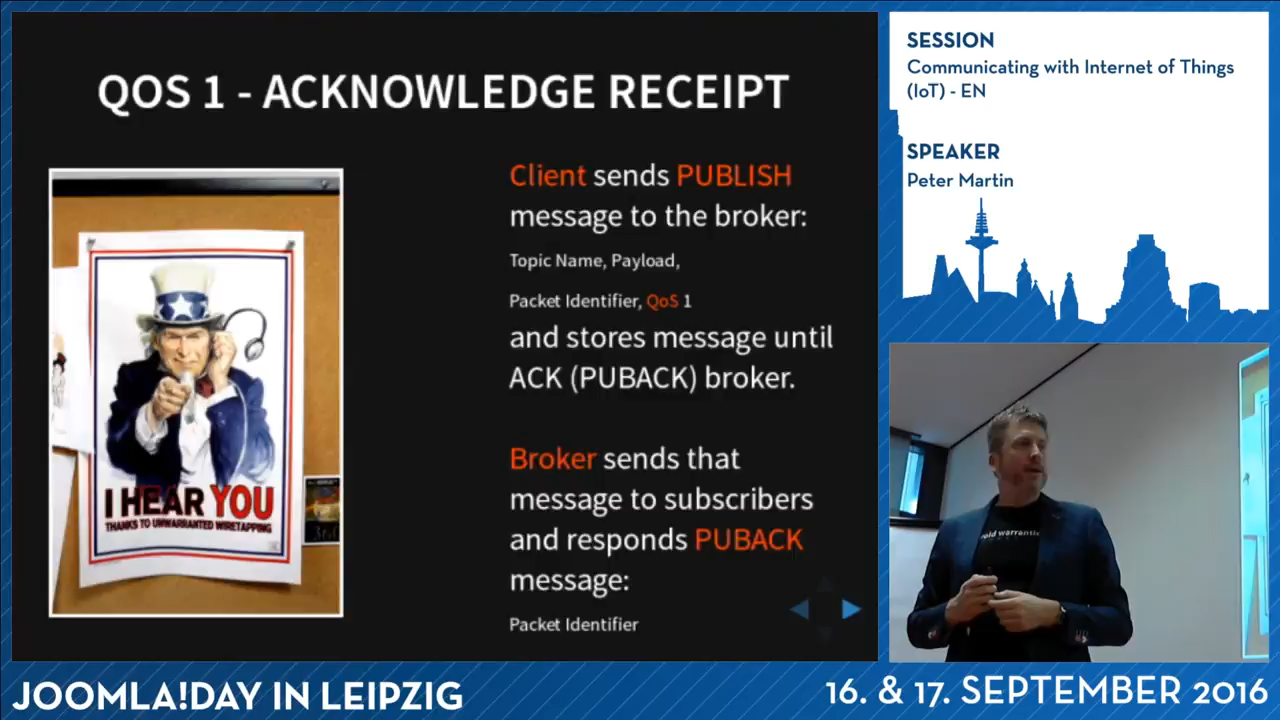 QOS 1 - ACKNOWLEDGE RECEIPT
Client sends PUBLISH
message to the broker:
Topic Name, Payload,
Packet Identifier, QoS 1
and stores message until
ACK (PUBACK) broker.
Broker sends that
message to subscribers
and responds PUBACK
message:
Packet Identifier
I HEAR YOU
THANKS TO UNWARRANTED WIRETAPPING
SESSION
Communicating with Internet of Things
(IoT) - EN
SPEAKER
Peter Martin
JOOMLA!DAY IN LEIPZIG
16. & 17. SEPTEMBER 2016